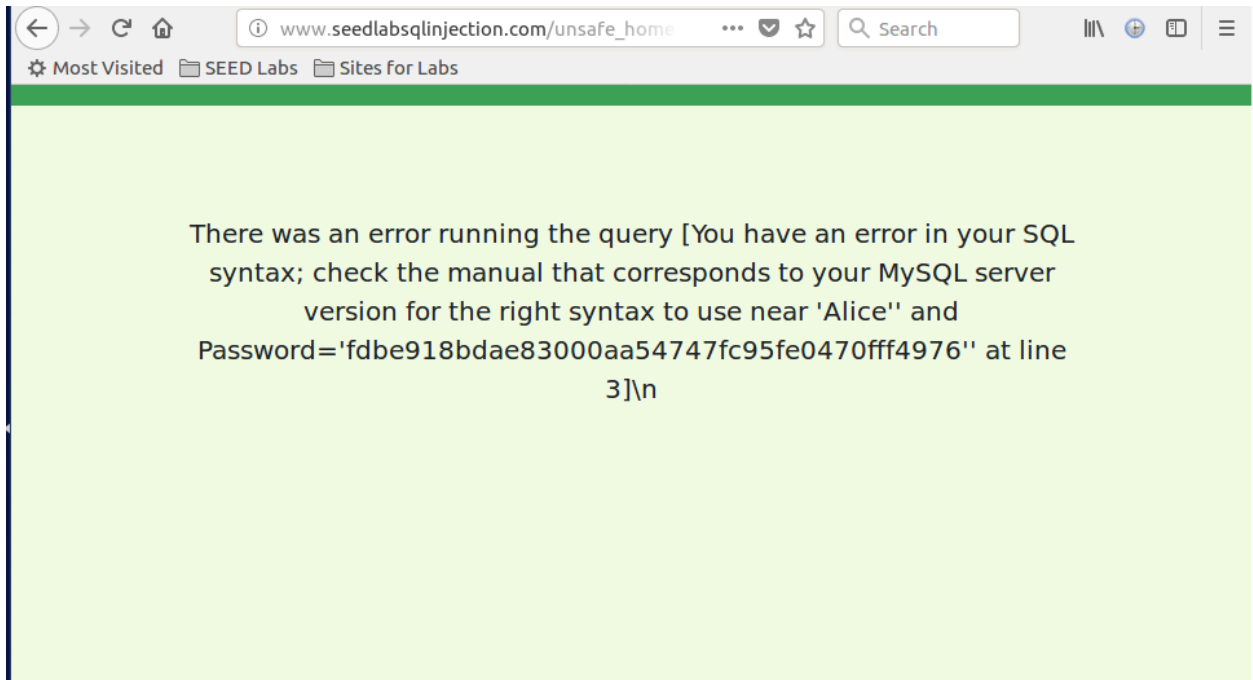 www.seedlabsqlinjection.com/unsafe_home
Search
Most Visited SEED Labs Sites for Labs
There was an error running the query [You have an error in your SQL
syntax; check the manual that corresponds to your MySQL server
version for the right syntax to use near 'Alice'' and
Password='fdbe918bdae83000aa54747fc95fe0470fff4976'' at line
3]\n